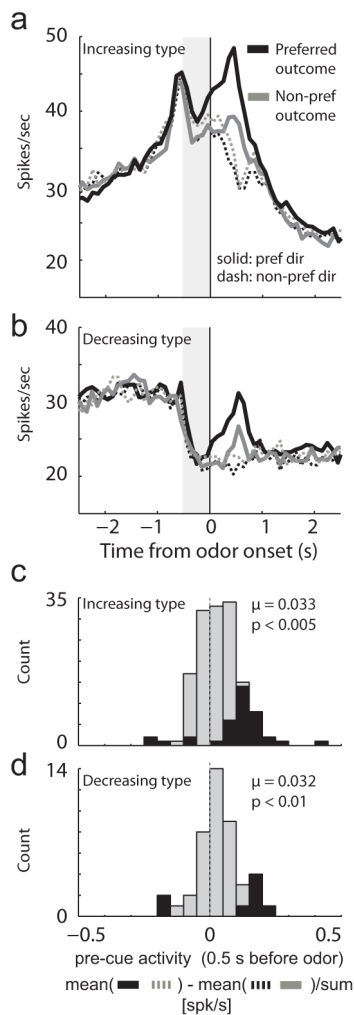 a
50
40
30
20
Spikes/sec
Increasing type
Preferred
outcome
Non-pref
outcome
solid: pref dir
dash: non-pref dir
b
40
30
20
Spikes/sec
Decreasing type
−2 −1 0 1 2
Time from odor onset (s)
c
35
0
Count
Increasing type
μ = 0.033
p < 0.005
d
14
0
Count
Decreasing type
μ = 0.032
p < 0.01
−0.5 0 0.5
pre-cue activity (0.5 s before odor)
mean( ) - mean( )/sum
[spk/s]